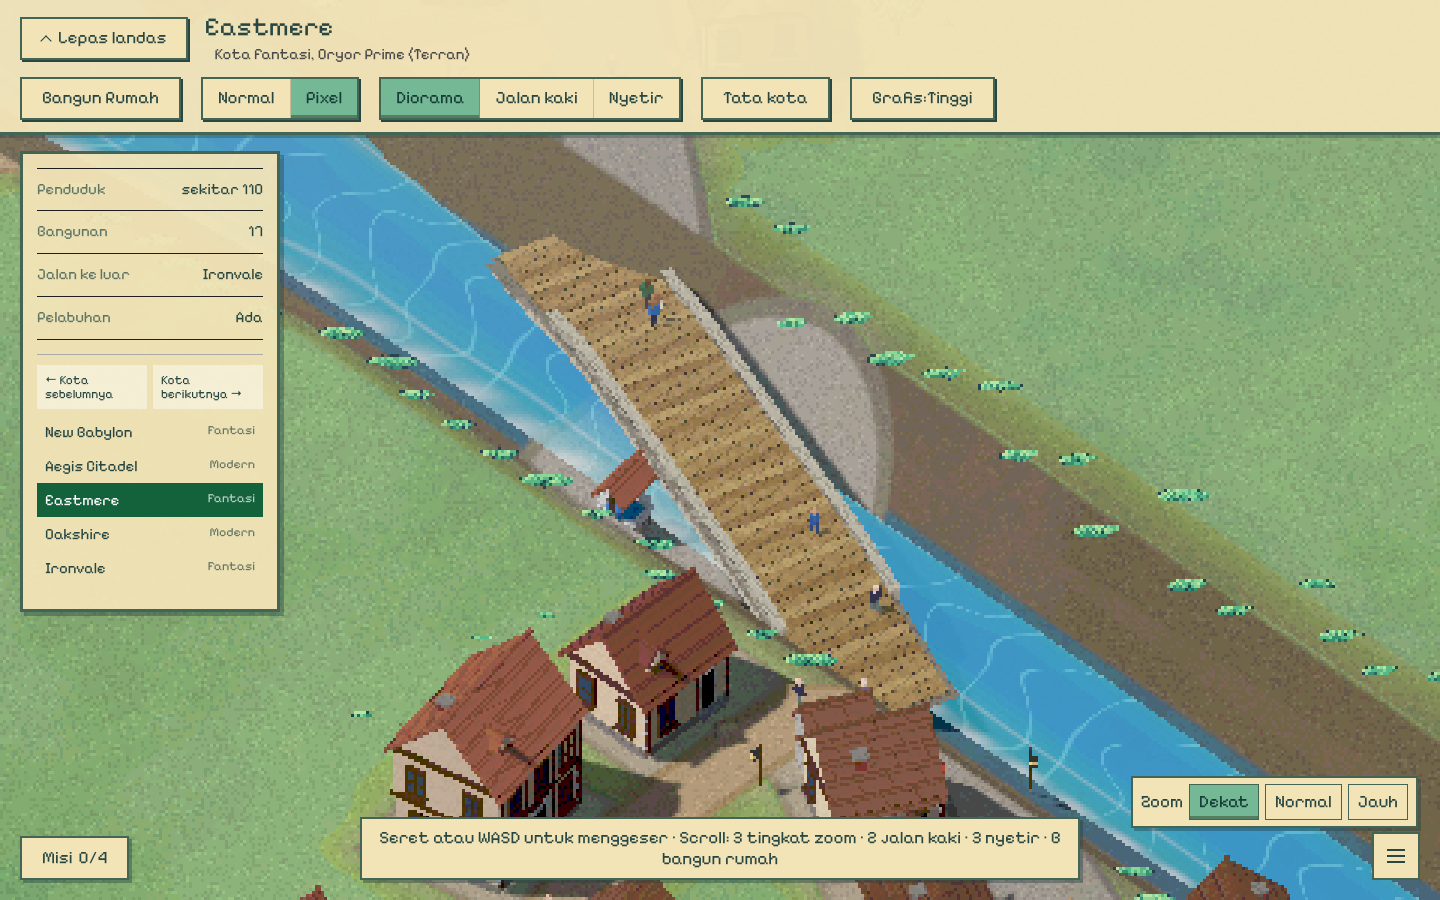 ^ Lepas landas
Eastmere
Kota Fantasi, Oryor Prime (Terran)
Bangun Rumah
Normal
Pixel
Diorama
Jalan kaki
Nyetir
Tata kota
Grafis:Tinggi
Penduduk sekitar 110
Bangunan 17
Jalan ke luar Ironvale
Pelabuhan Ada
← Kota
sebelumnya
Kota
berikutnya →
New Babylon Fantasi
Aegis Citadel Modern
Eastmere Fantasi
Oakshire Modern
Ironvale Fantasi
Zoom Dekat Normal Jauh
Misi 0/4
Seret atau WASD untuk menggeser · Scroll: 3 tingkat zoom · 2 jalan kaki · 3 nyetir · B
bangun rumah